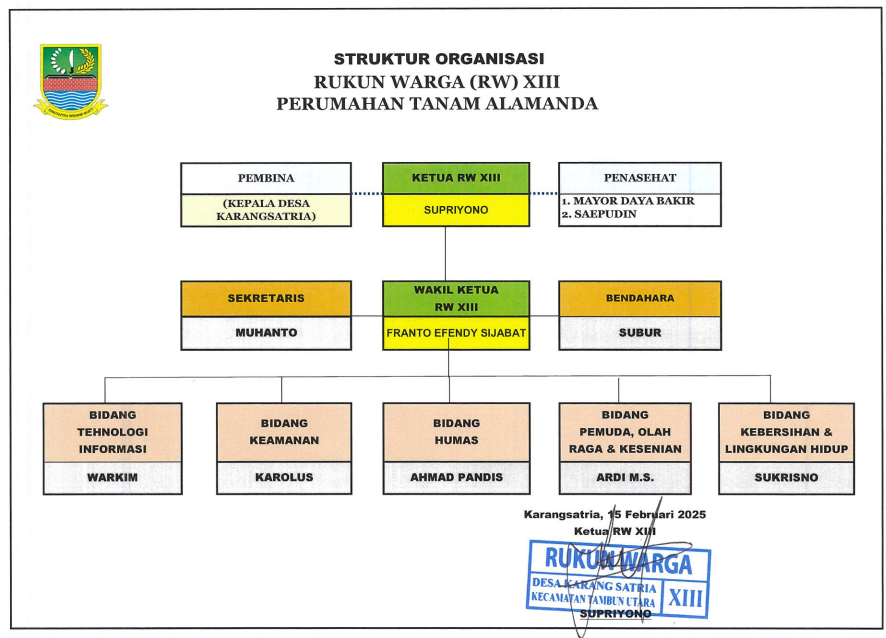 STRUKTUR ORGANISASI
RUKUN WARGA (RW) XIII
PERUMAHAN TANAM ALAMANDA
PEMBINA
(KEPALA DESA
KARANGSATRIA)
KETUA RW XIII
SUPRIYONO
PENASEHAT
1. MAYOR DAYA BAKIR
2. SAEPUDIN
SEKRETARIS
MUHANTO
WAKIL KETUA
RW XIII
FRANTO EFENDY SIJABAT
BENDAHARA
SUBUR
BIDANG
TEHNOLOGI
INFORMASI
WARKIM
BIDANG
KEAMANAN
KAROLUS
BIDANG
HUMAS
AHMAD PANDIS
BIDANG
PEMUDA, OLAH
RAGA & KESENIAN
ARDI M.S.
BIDANG
KEBERSIHAN &
LINGKUNGAN HIDUP
SUKRISNO
Karangsatria, 15 Februari 2025
Ketua RW XIII
RUKUN WARGA
DESA KARANG SATRIA
KECAMATAN TAMBUN UTARA
XIII
SUPRIYONO